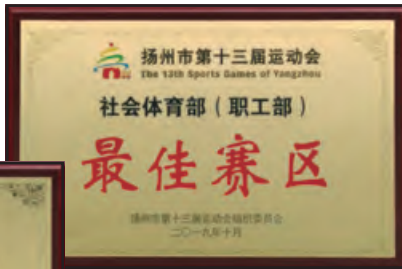 扬州市第十三届运动会
The 13th Sports Games of Yangzhou
社会体育部（职工部）
最佳赛区
扬州市第十三届运动会组织委员会
二〇一九年十月